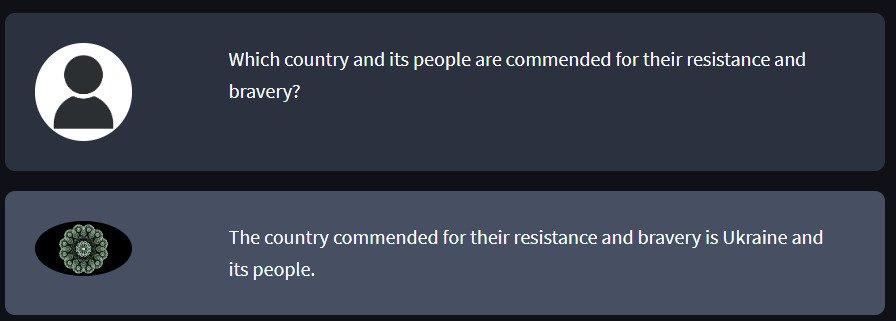 Which country and its people are commended for their resistance and
bravery?
The country commended for their resistance and bravery is Ukraine and
its people.